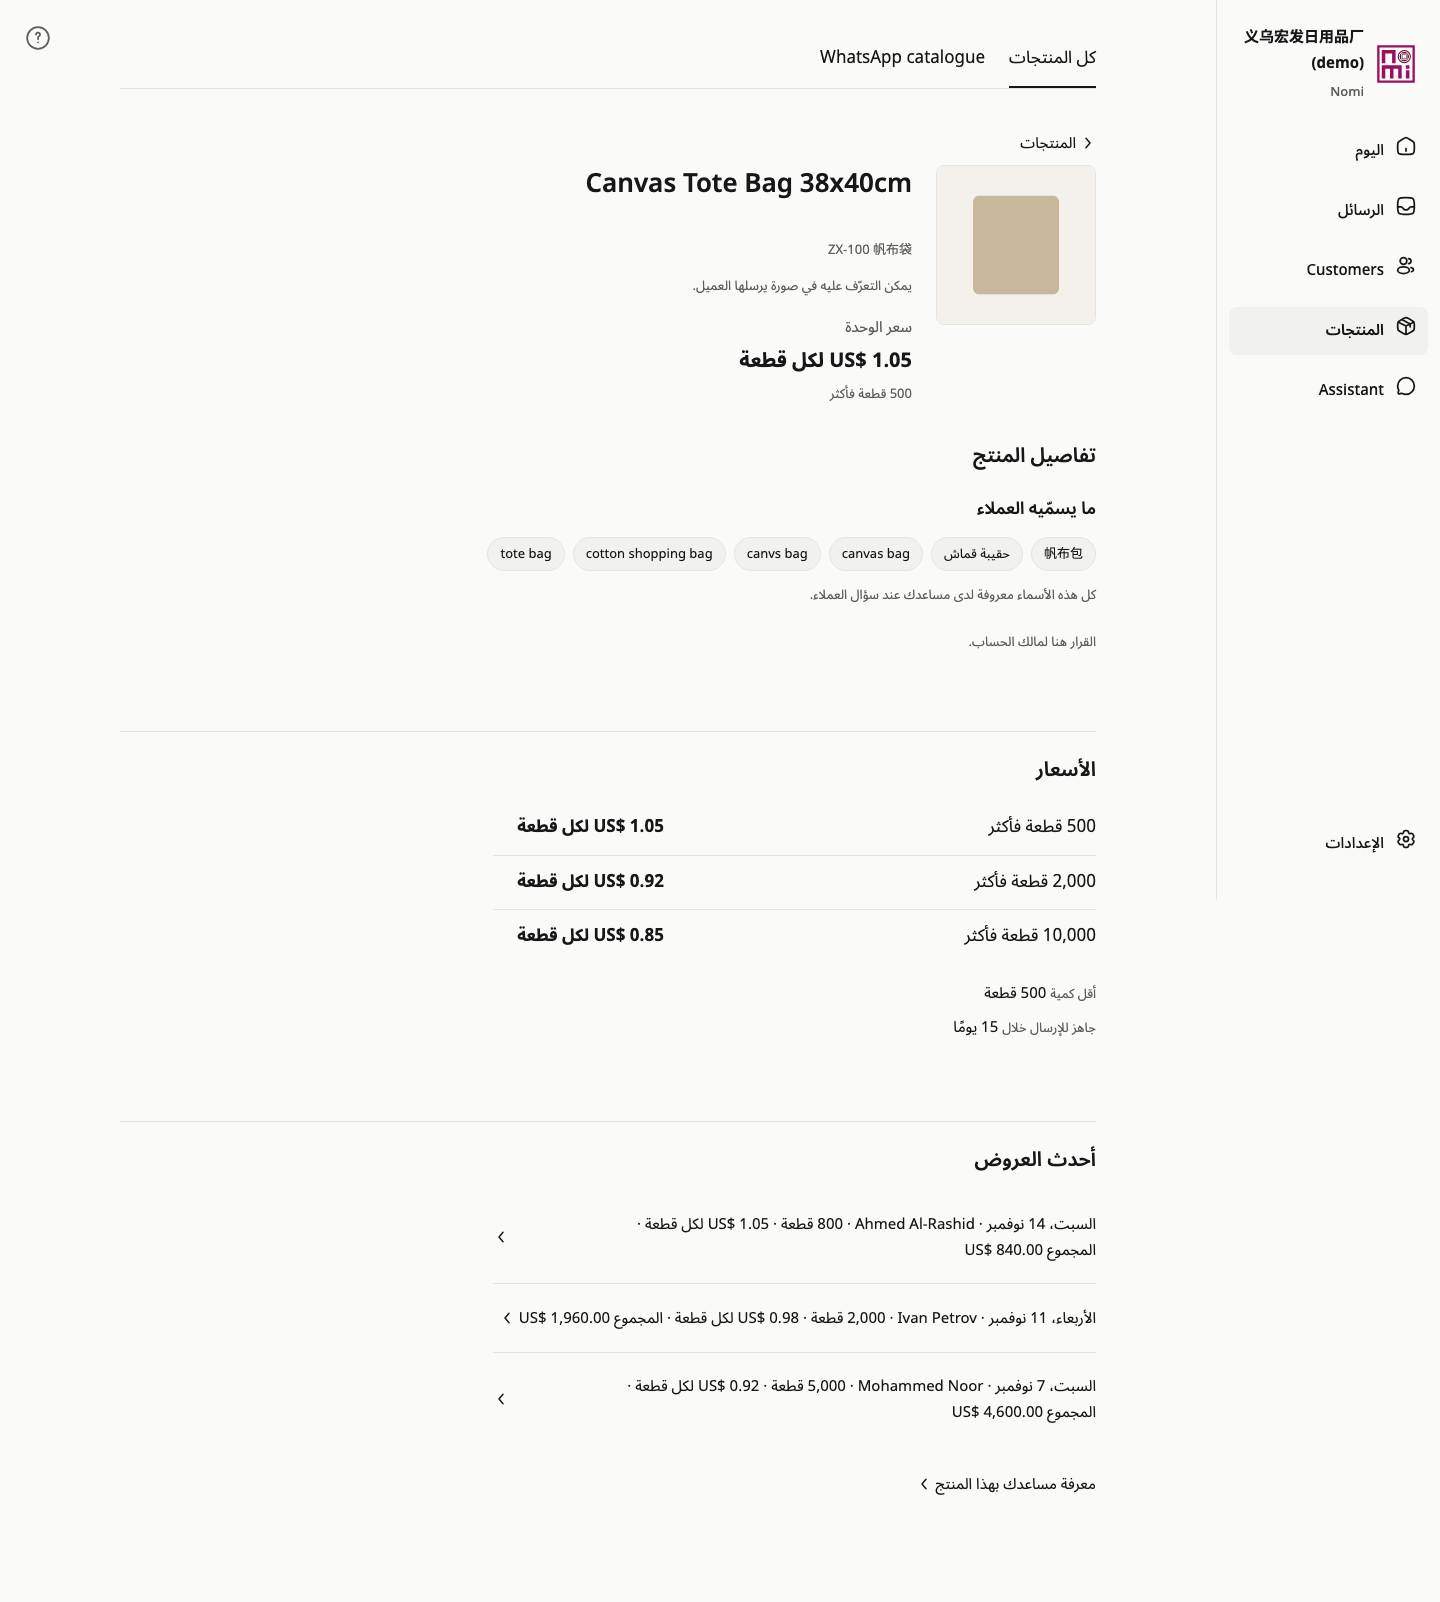 义乌宏发日用品厂
(demo)
Nomi
اليوم
الرسائل
Customers
المنتجات
Assistant
الإعدادات
كل المنتجات
WhatsApp catalogue
المنتجات
Canvas Tote Bag 38x40cm
ZX-100 帆布袋
يمكن التعرّف عليه في صورة يرسلها العميل.
سعر الوحدة
US$ 1.05 لكل قطعة
500 قطعة فأكثر
تفاصيل المنتج
ما يسمّيه العملاء
帆布包
حقيبة قماش
canvas bag
canvs bag
cotton shopping bag
tote bag
كل هذه الأسماء معروفة لدى مساعدك عند سؤال العملاء.
القرار هنا لمالك الحساب.
الأسعار
500 قطعة فأكثر US$ 1.05 لكل قطعة
2,000 قطعة فأكثر US$ 0.92 لكل قطعة
10,000 قطعة فأكثر US$ 0.85 لكل قطعة
أقل كمية 500 قطعة
جاهز للإرسال خلال 15 يومًا
أحدث العروض
السبت، 14 نوفمبر · Ahmed Al-Rashid · 800 قطعة · US$ 1.05 لكل قطعة ·
المجموع US$ 840.00
الأربعاء، 11 نوفمبر · Ivan Petrov · 2,000 قطعة · US$ 0.98 لكل قطعة · المجموع US$ 1,960.00
السبت، 7 نوفمبر · Mohammed Noor · 5,000 قطعة · US$ 0.92 لكل قطعة ·
المجموع US$ 4,600.00
معرفة مساعدك بهذا المنتج